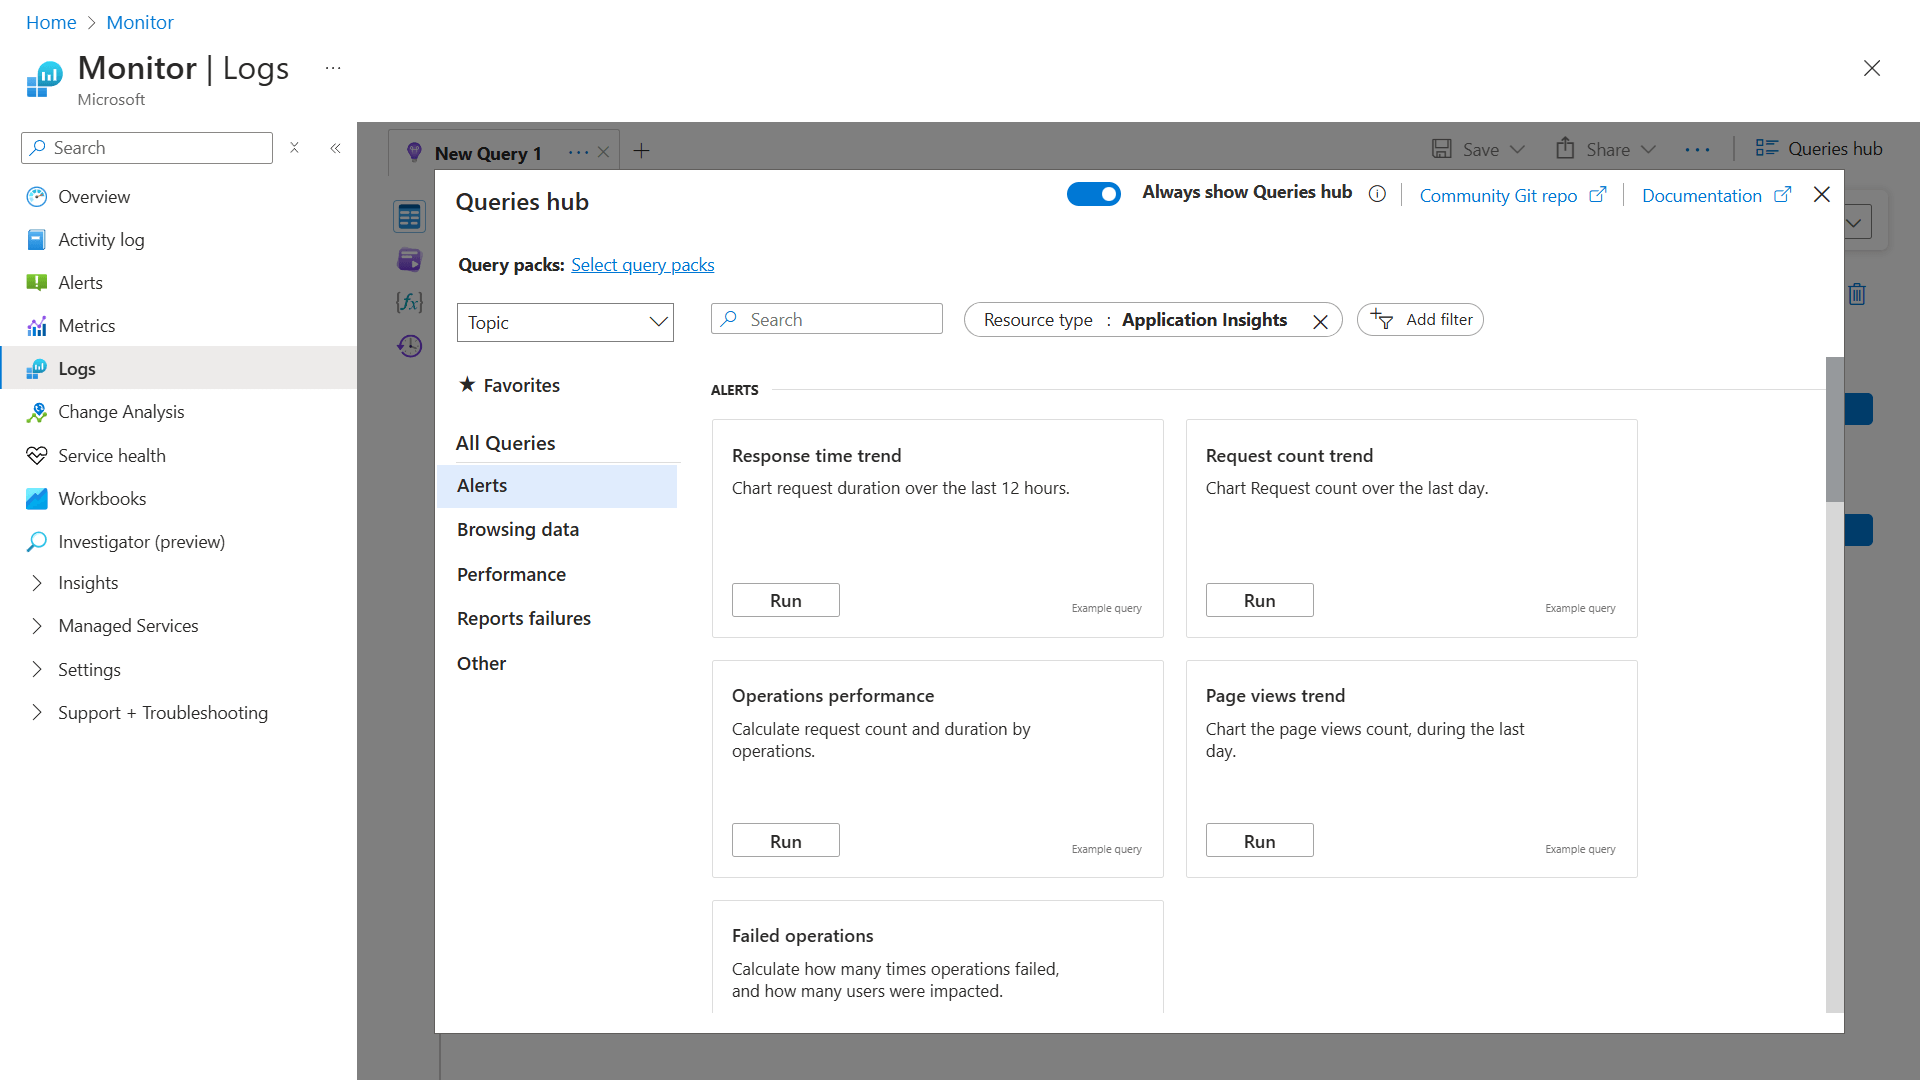 Home > Monitor
Monitor | Logs ...
Microsoft
Search
Overview
Activity log
Alerts
Metrics
Logs
Change Analysis
Service health
Workbooks
Investigator (preview)
Insights
Managed Services
Settings
Support + Troubleshooting
New Query 1 ...
Save
Share
...
Queries hub
Queries hub
Always show Queries hub
Community Git repo
Documentation
Query packs: Select query packs
Topic
Search
Resource type : Application Insights
Add filter
★ Favorites
All Queries
Alerts
Browsing data
Performance
Reports failures
Other
ALERTS
Response time trend
Chart request duration over the last 12 hours.
Run
Example query
Request count trend
Chart Request count over the last day.
Run
Example query
Operations performance
Calculate request count and duration by
operations.
Run
Example query
Page views trend
Chart the page views count, during the last
day.
Run
Example query
Failed operations
Calculate how many times operations failed,
and how many users were impacted.